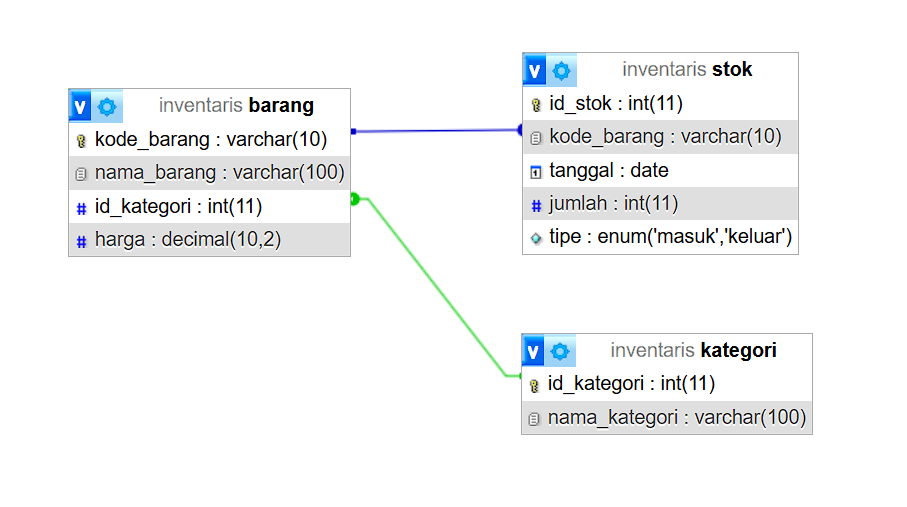 inventaris barang
kode_barang : varchar(10)
nama_barang : varchar(100)
# id_kategori : int(11)
# harga : decimal(10,2)
inventaris stok
id_stok : int(11)
kode_barang : varchar(10)
tanggal : date
# jumlah : int(11)
tipe : enum('masuk','keluar')
inventaris kategori
id_kategori : int(11)
nama_kategori : varchar(100)